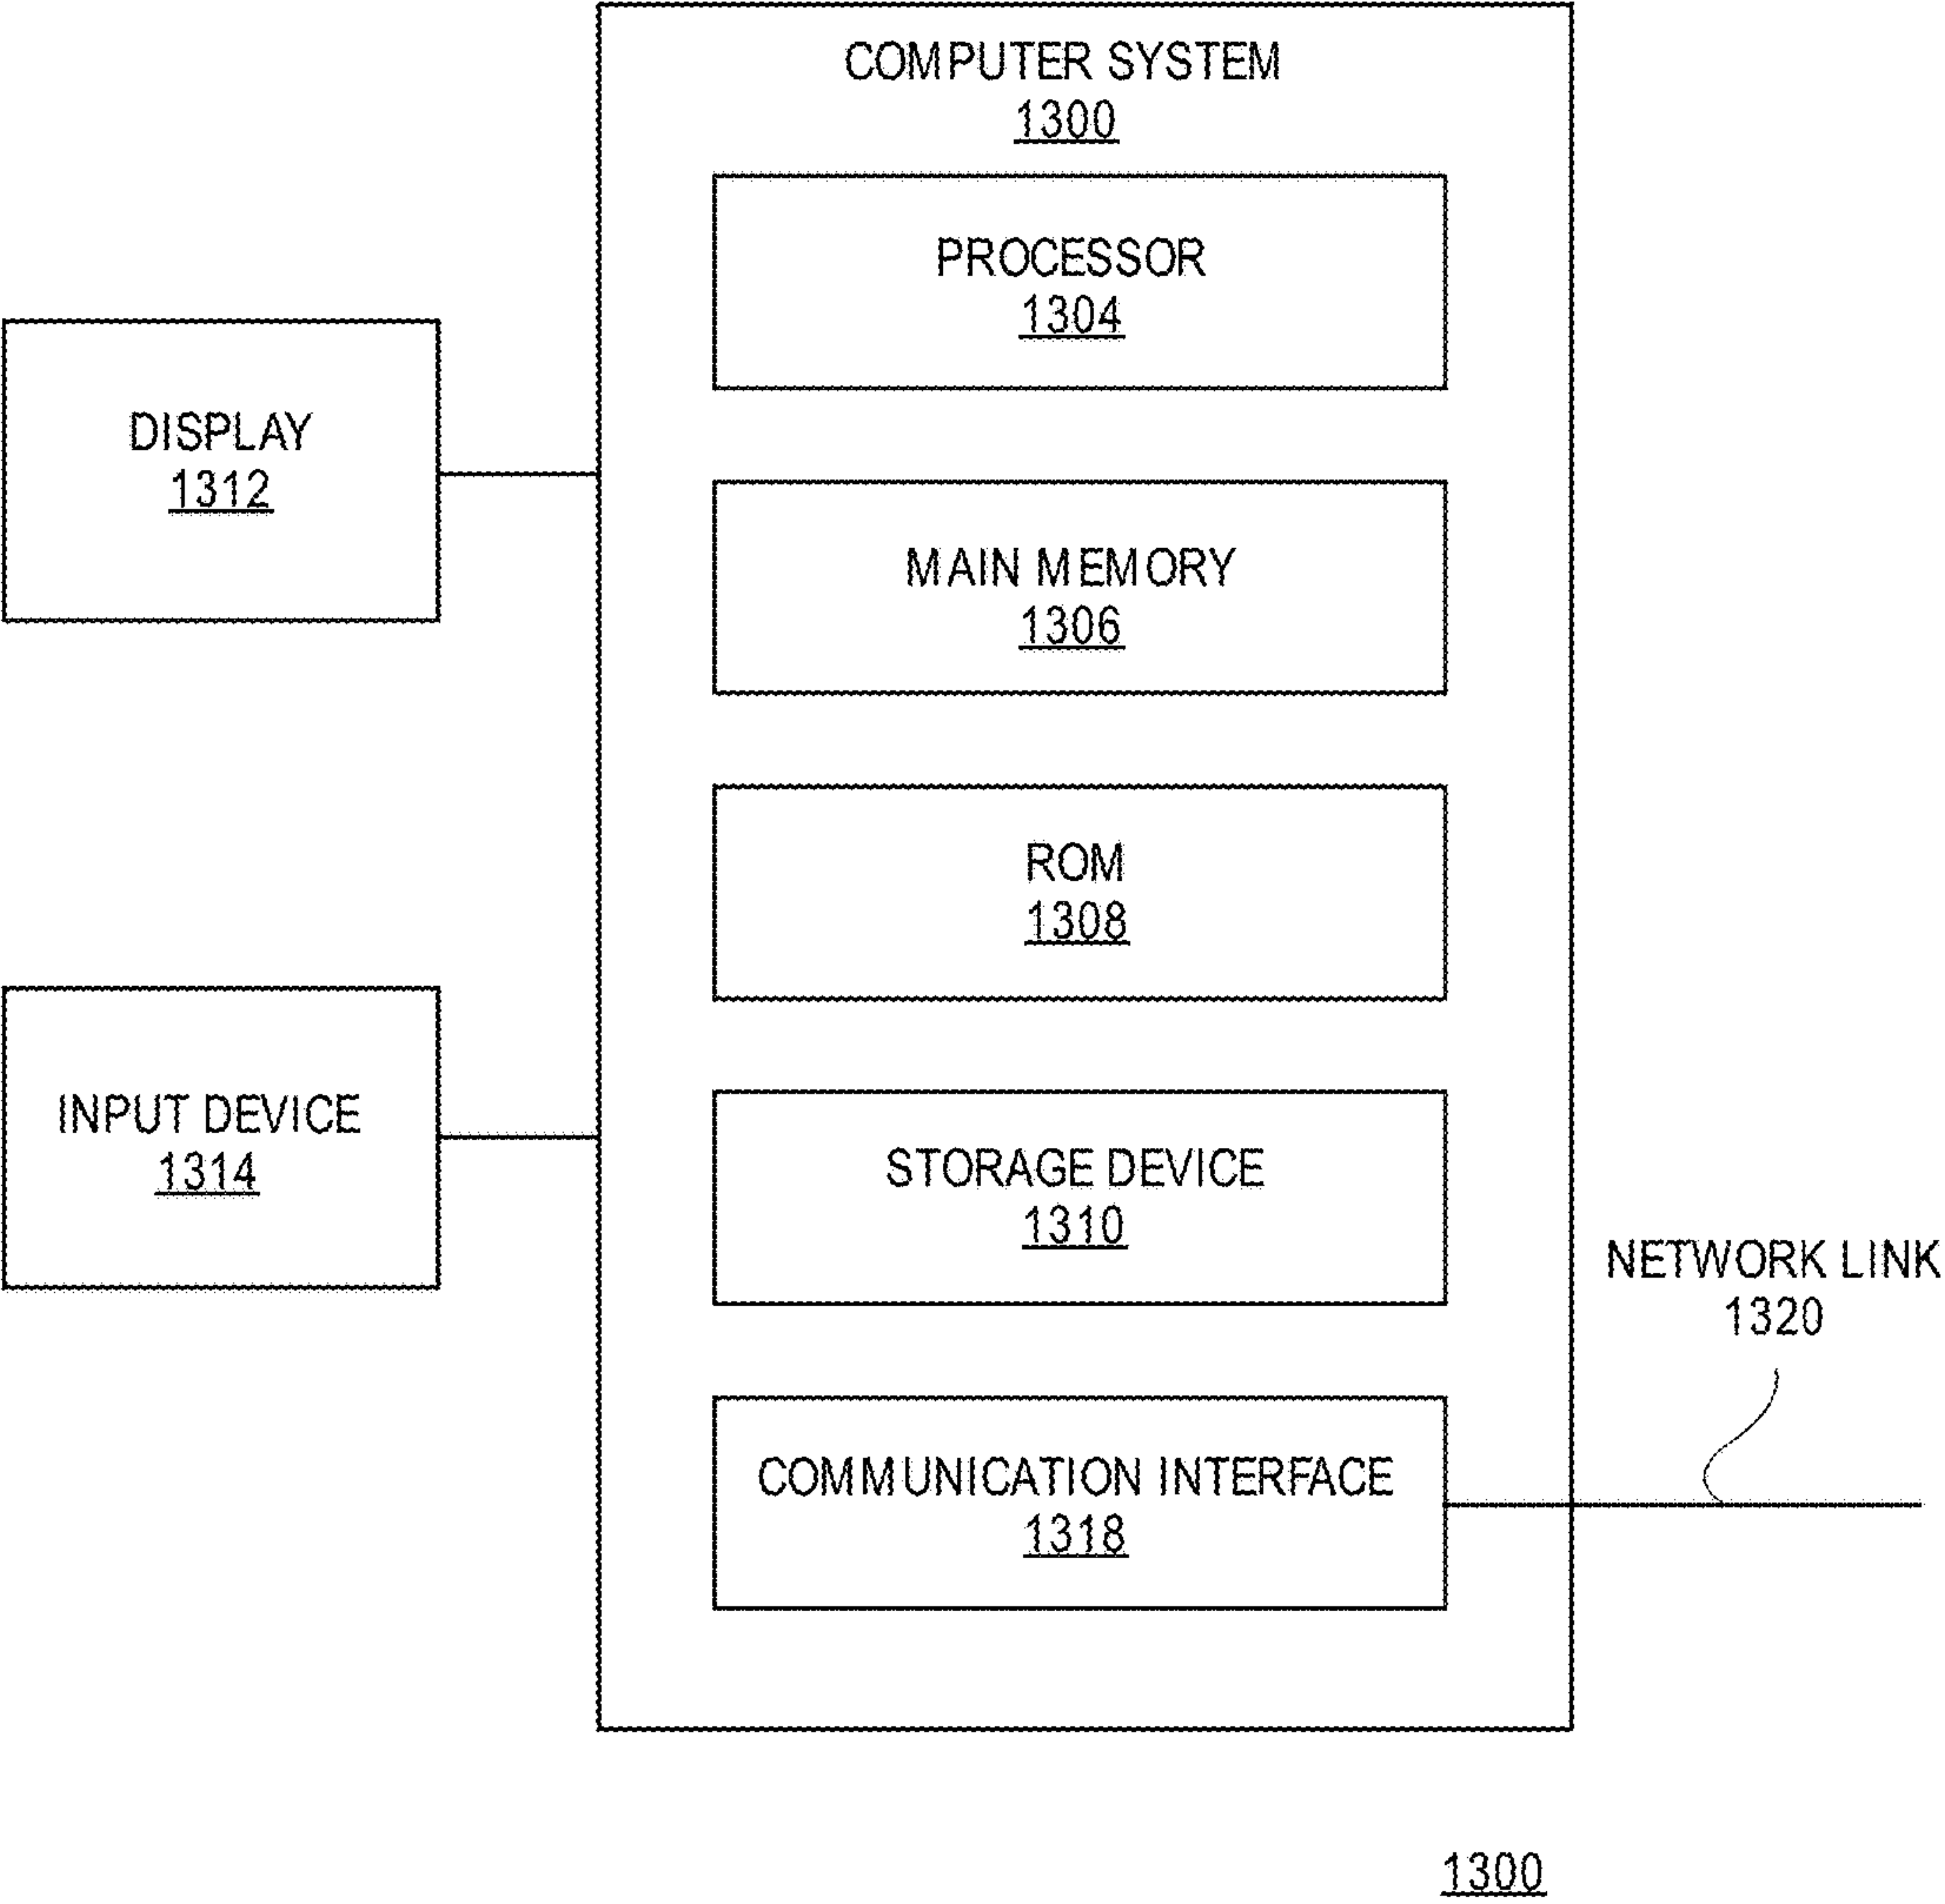 COMPUTER SYSTEM
1300
PROCESSOR
1304
DISPLAY
1312
MAIN MEMORY
1306
ROM
1308
INPUT DEVICE
1314
STORAGE DEVICE
1310
NETWORK LINK
1320
COMMUNICATION INTERFACE
1318
1300